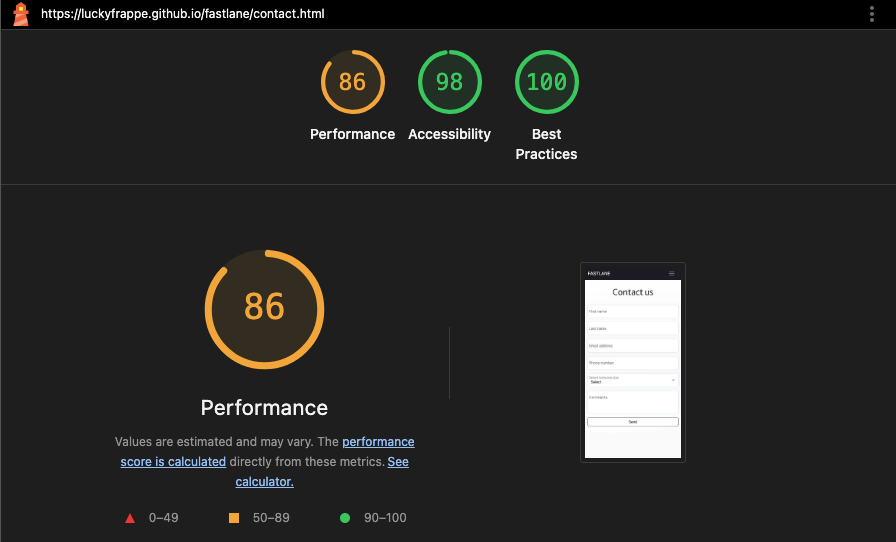 https://luckyfrappe.github.io/fastlane/contact.html
86
98
100
Performance
Accessibility
Best
Practices
86
FASTLANE
Contact us
First name
Last name
Email address
Phone number
Select
Comments
Send
Performance
Values are estimated and may vary. The performance
score is calculated directly from these metrics. See
calculator.
0–49
50–89
90–100